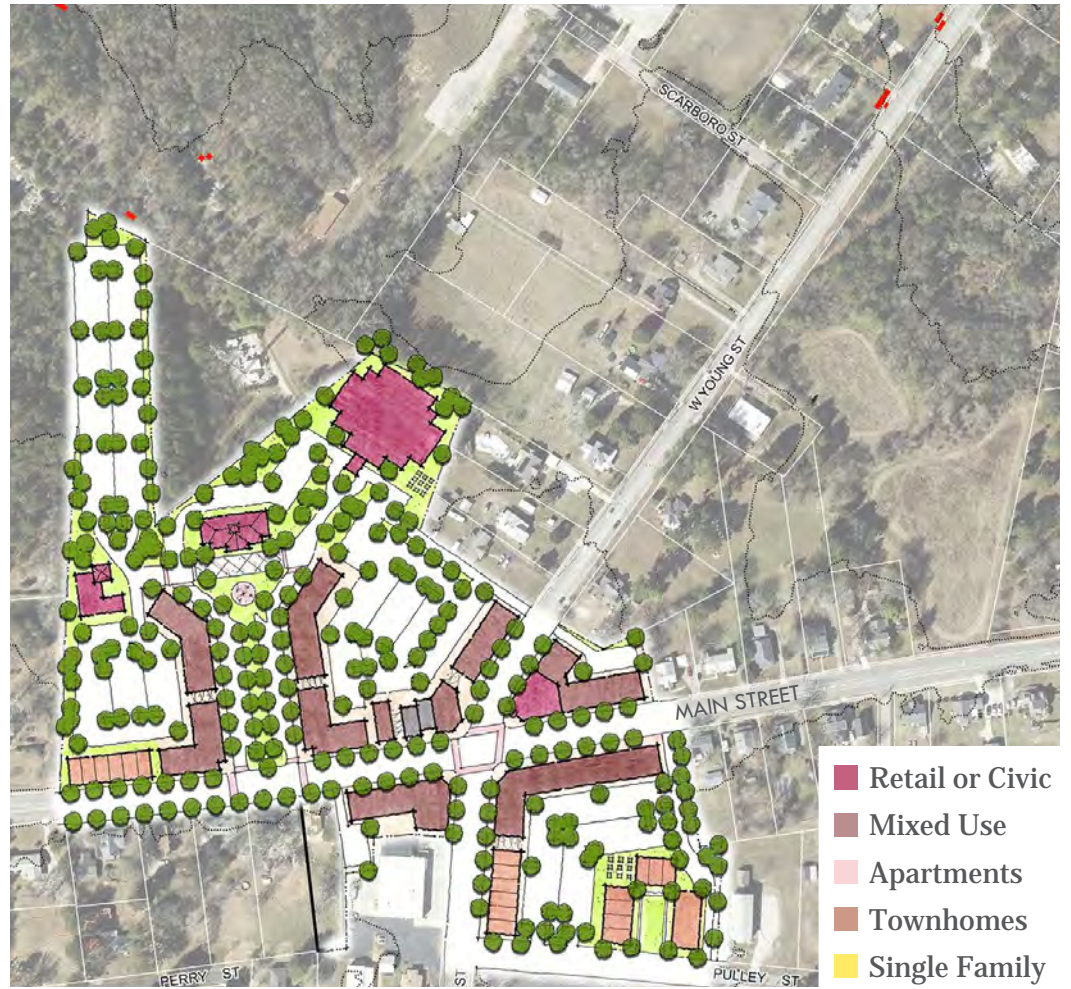 SCARBORO ST
W YOUNG ST
MAIN STREET
Retail or Civic
Mixed Use
Apartments
Townhomes
Single Family
PERRY ST
ST
PULLEY ST